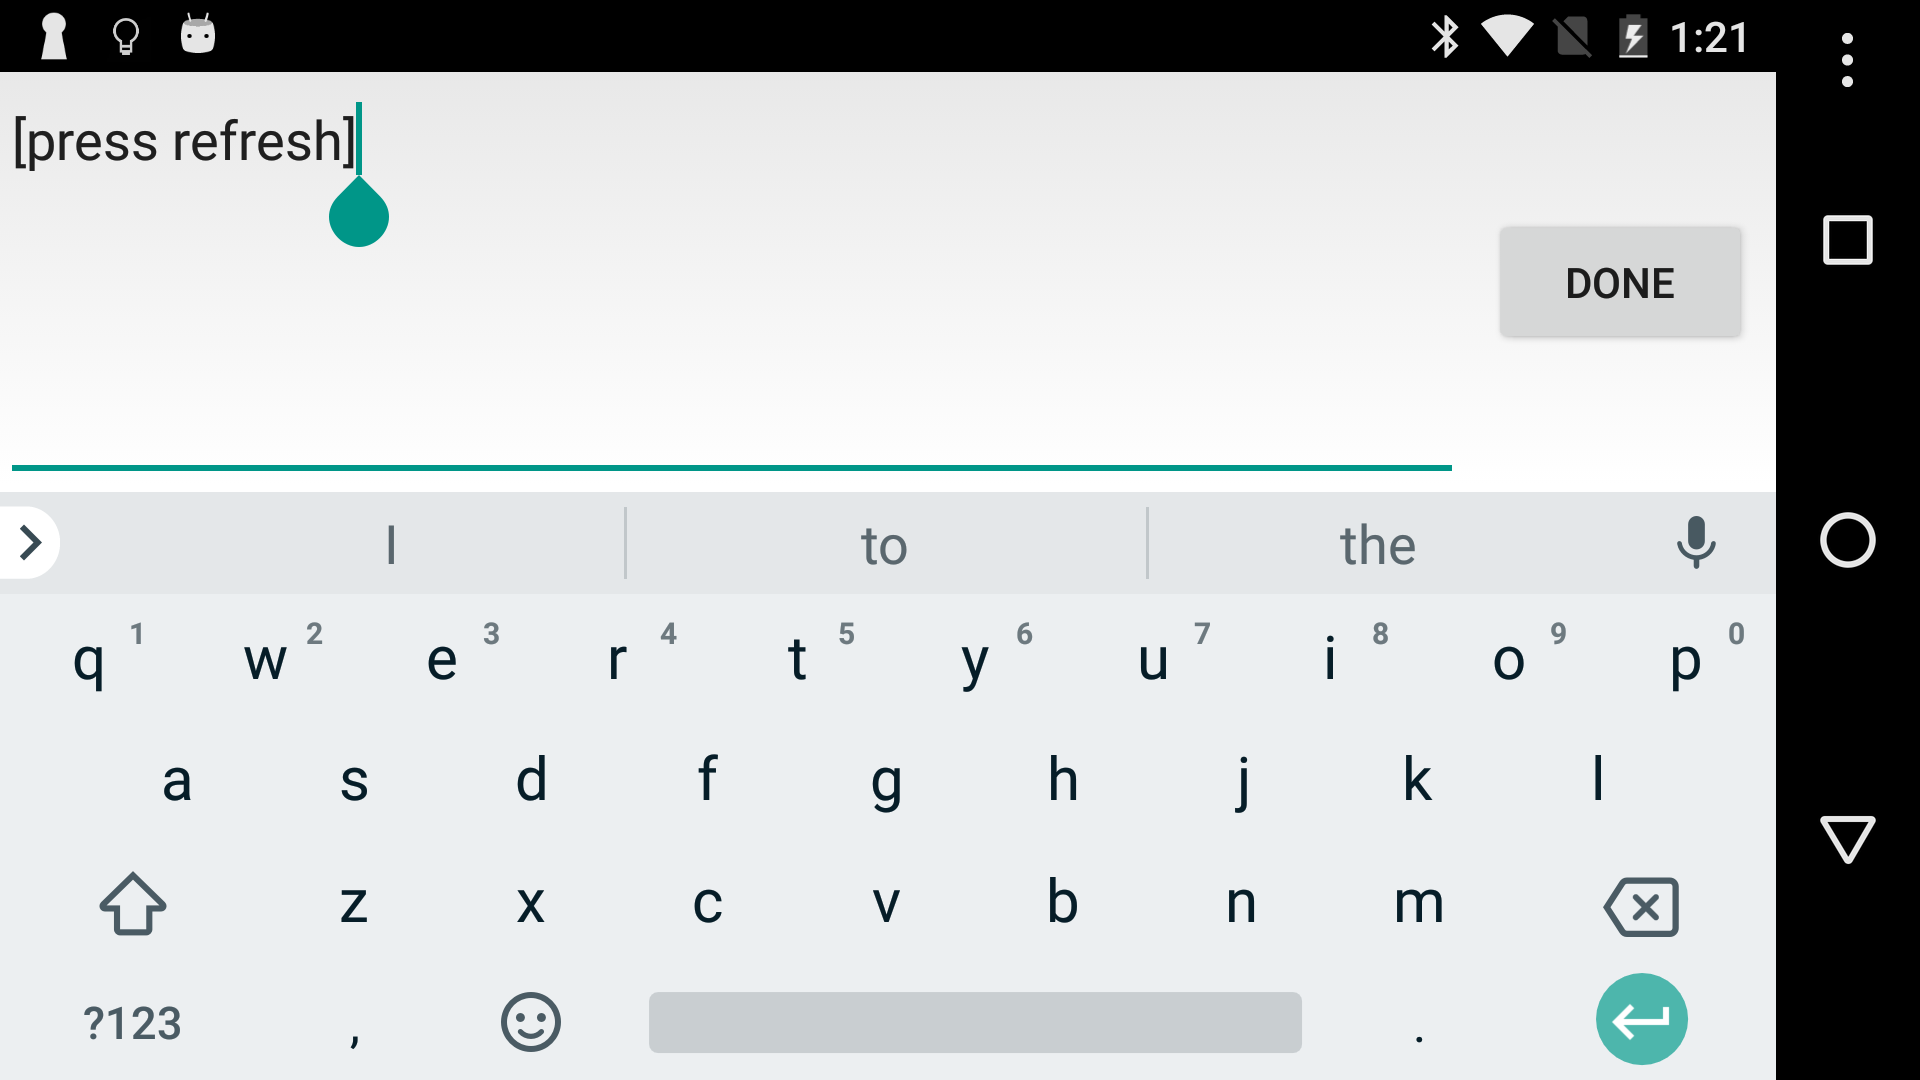 1:21
[press refresh]
DONE
I to the
q 1 w 2 e 3 r 4 t 5 y 6 u 7 i 8 o 9 p 0
a s d f g h j k l
z x c v b n m
?123 , .